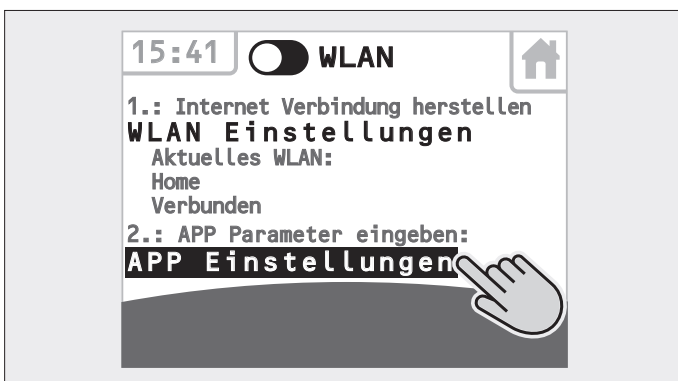 15:41 WLAN
1.: Internet Verbindung herstellen
WLAN Einstellungen
Aktuelles WLAN:
Home
Verbunden
2.: APP Parameter eingeben:
APP Einstellungen